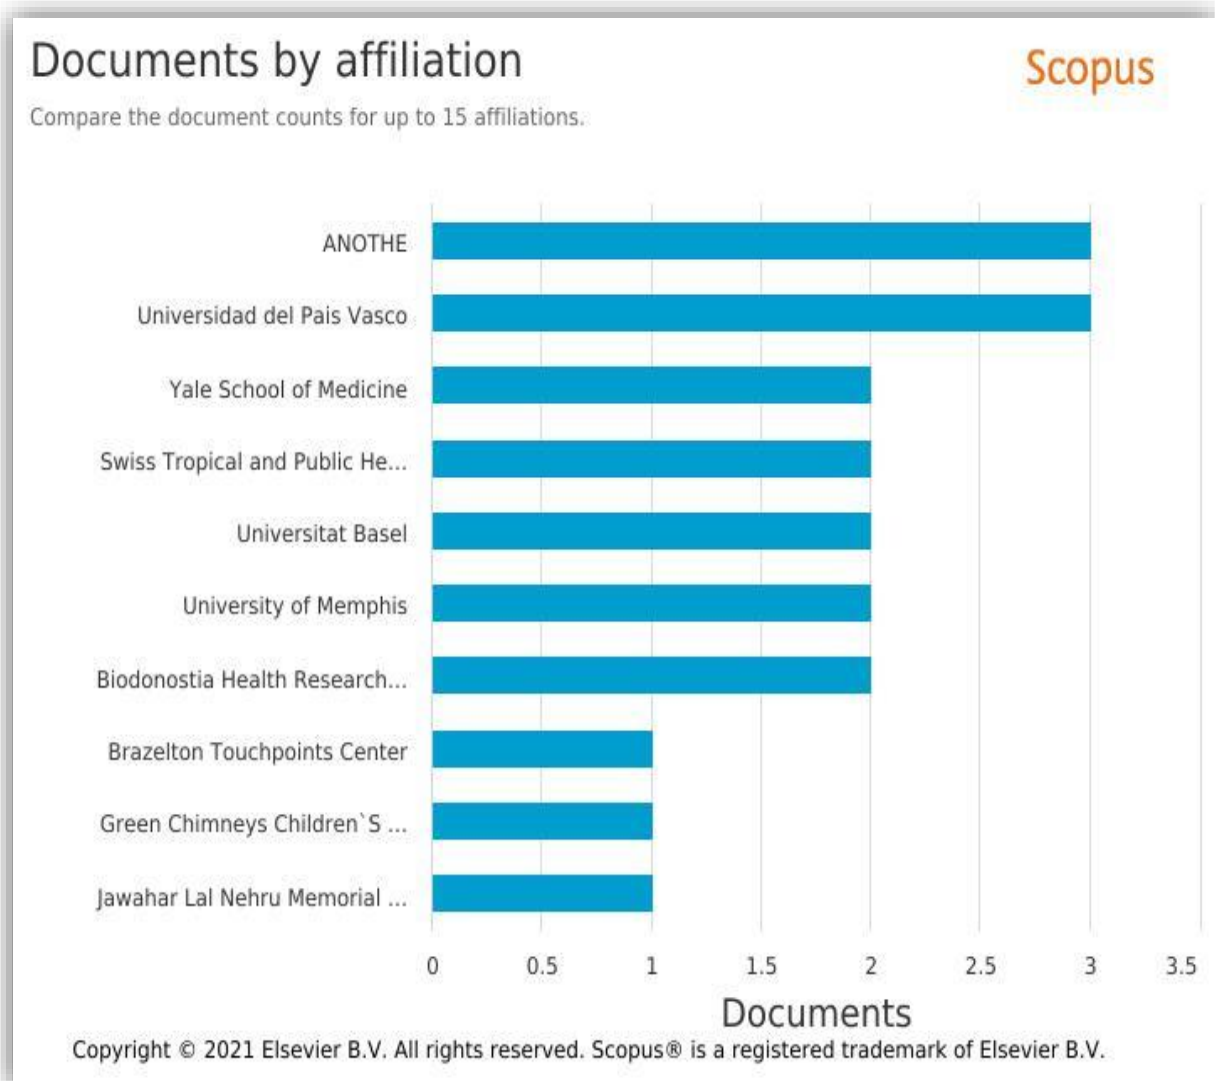 Documents by affiliation
Scopus
Compare the document counts for up to 15 affiliations.
ANOTHE
Universidad del Pais Vasco
Yale School of Medicine
Swiss Tropical and Public He...
Universitat Basel
University of Memphis
Biodonostia Health Research...
Brazelton Touchpoints Center
Green Chimneys Children`S ...
Jawahar Lal Nehru Memorial ...
0 0.5 1 1.5 2 2.5 3 3.5
Documents
Copyright © 2021 Elsevier B.V. All rights reserved. Scopus® is a registered trademark of Elsevier B.V.